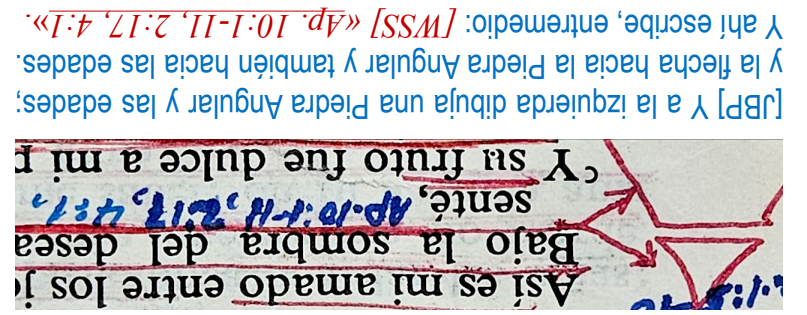 Así es mi amado entre los jo
Bajo la sombra del desea
senté, Ap. 10:1-11, 2:17, 4:1,
c Y su fruto fue dulce a mi p
[JBP] Y a la izquierda dibuja una Piedra Angular y las edades;
y la flecha hacia la Piedra Angular y también hacia las edades.
Y ahí escribe, entremedio: [WSS] «Ap. 10:1-11, 2:17, 4:1».